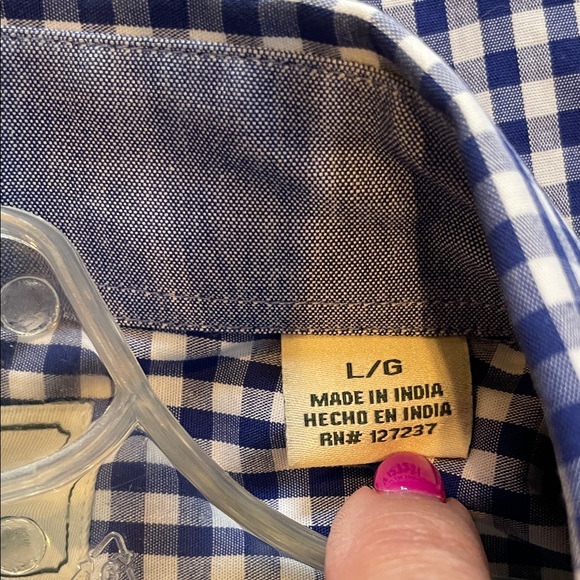 L/G
MADE IN INDIA
HECHO EN INDIA
RN# 127237